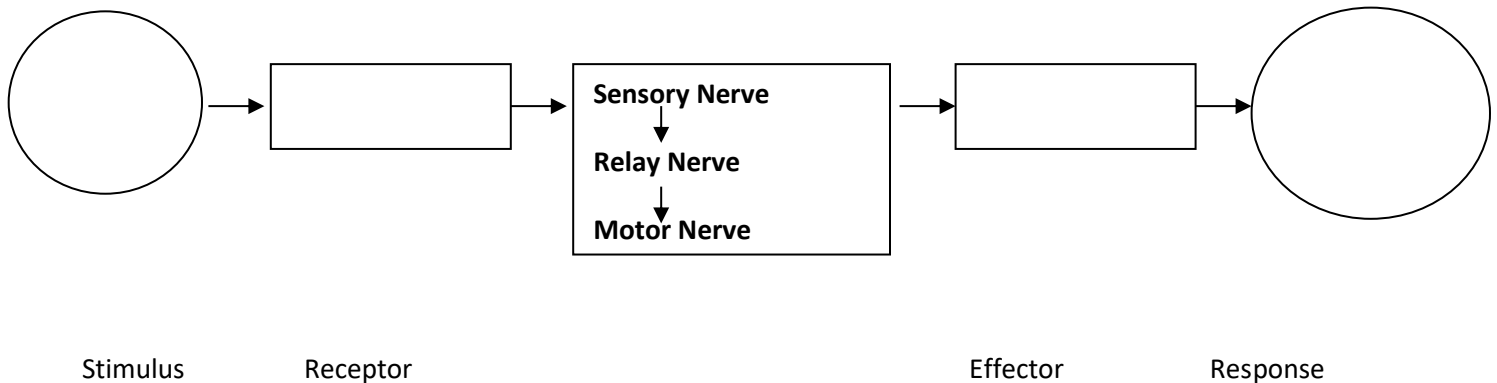 Sensory Nerve
Relay Nerve
Motor Nerve
Stimulus Receptor Effector Response